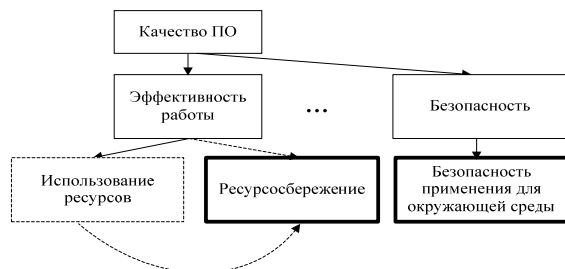 Качество ПО
Эффективность
работы
...
Безопасность
Использование
ресурсов
Ресурсосбережение
Безопасность
применения для
окружающей среды